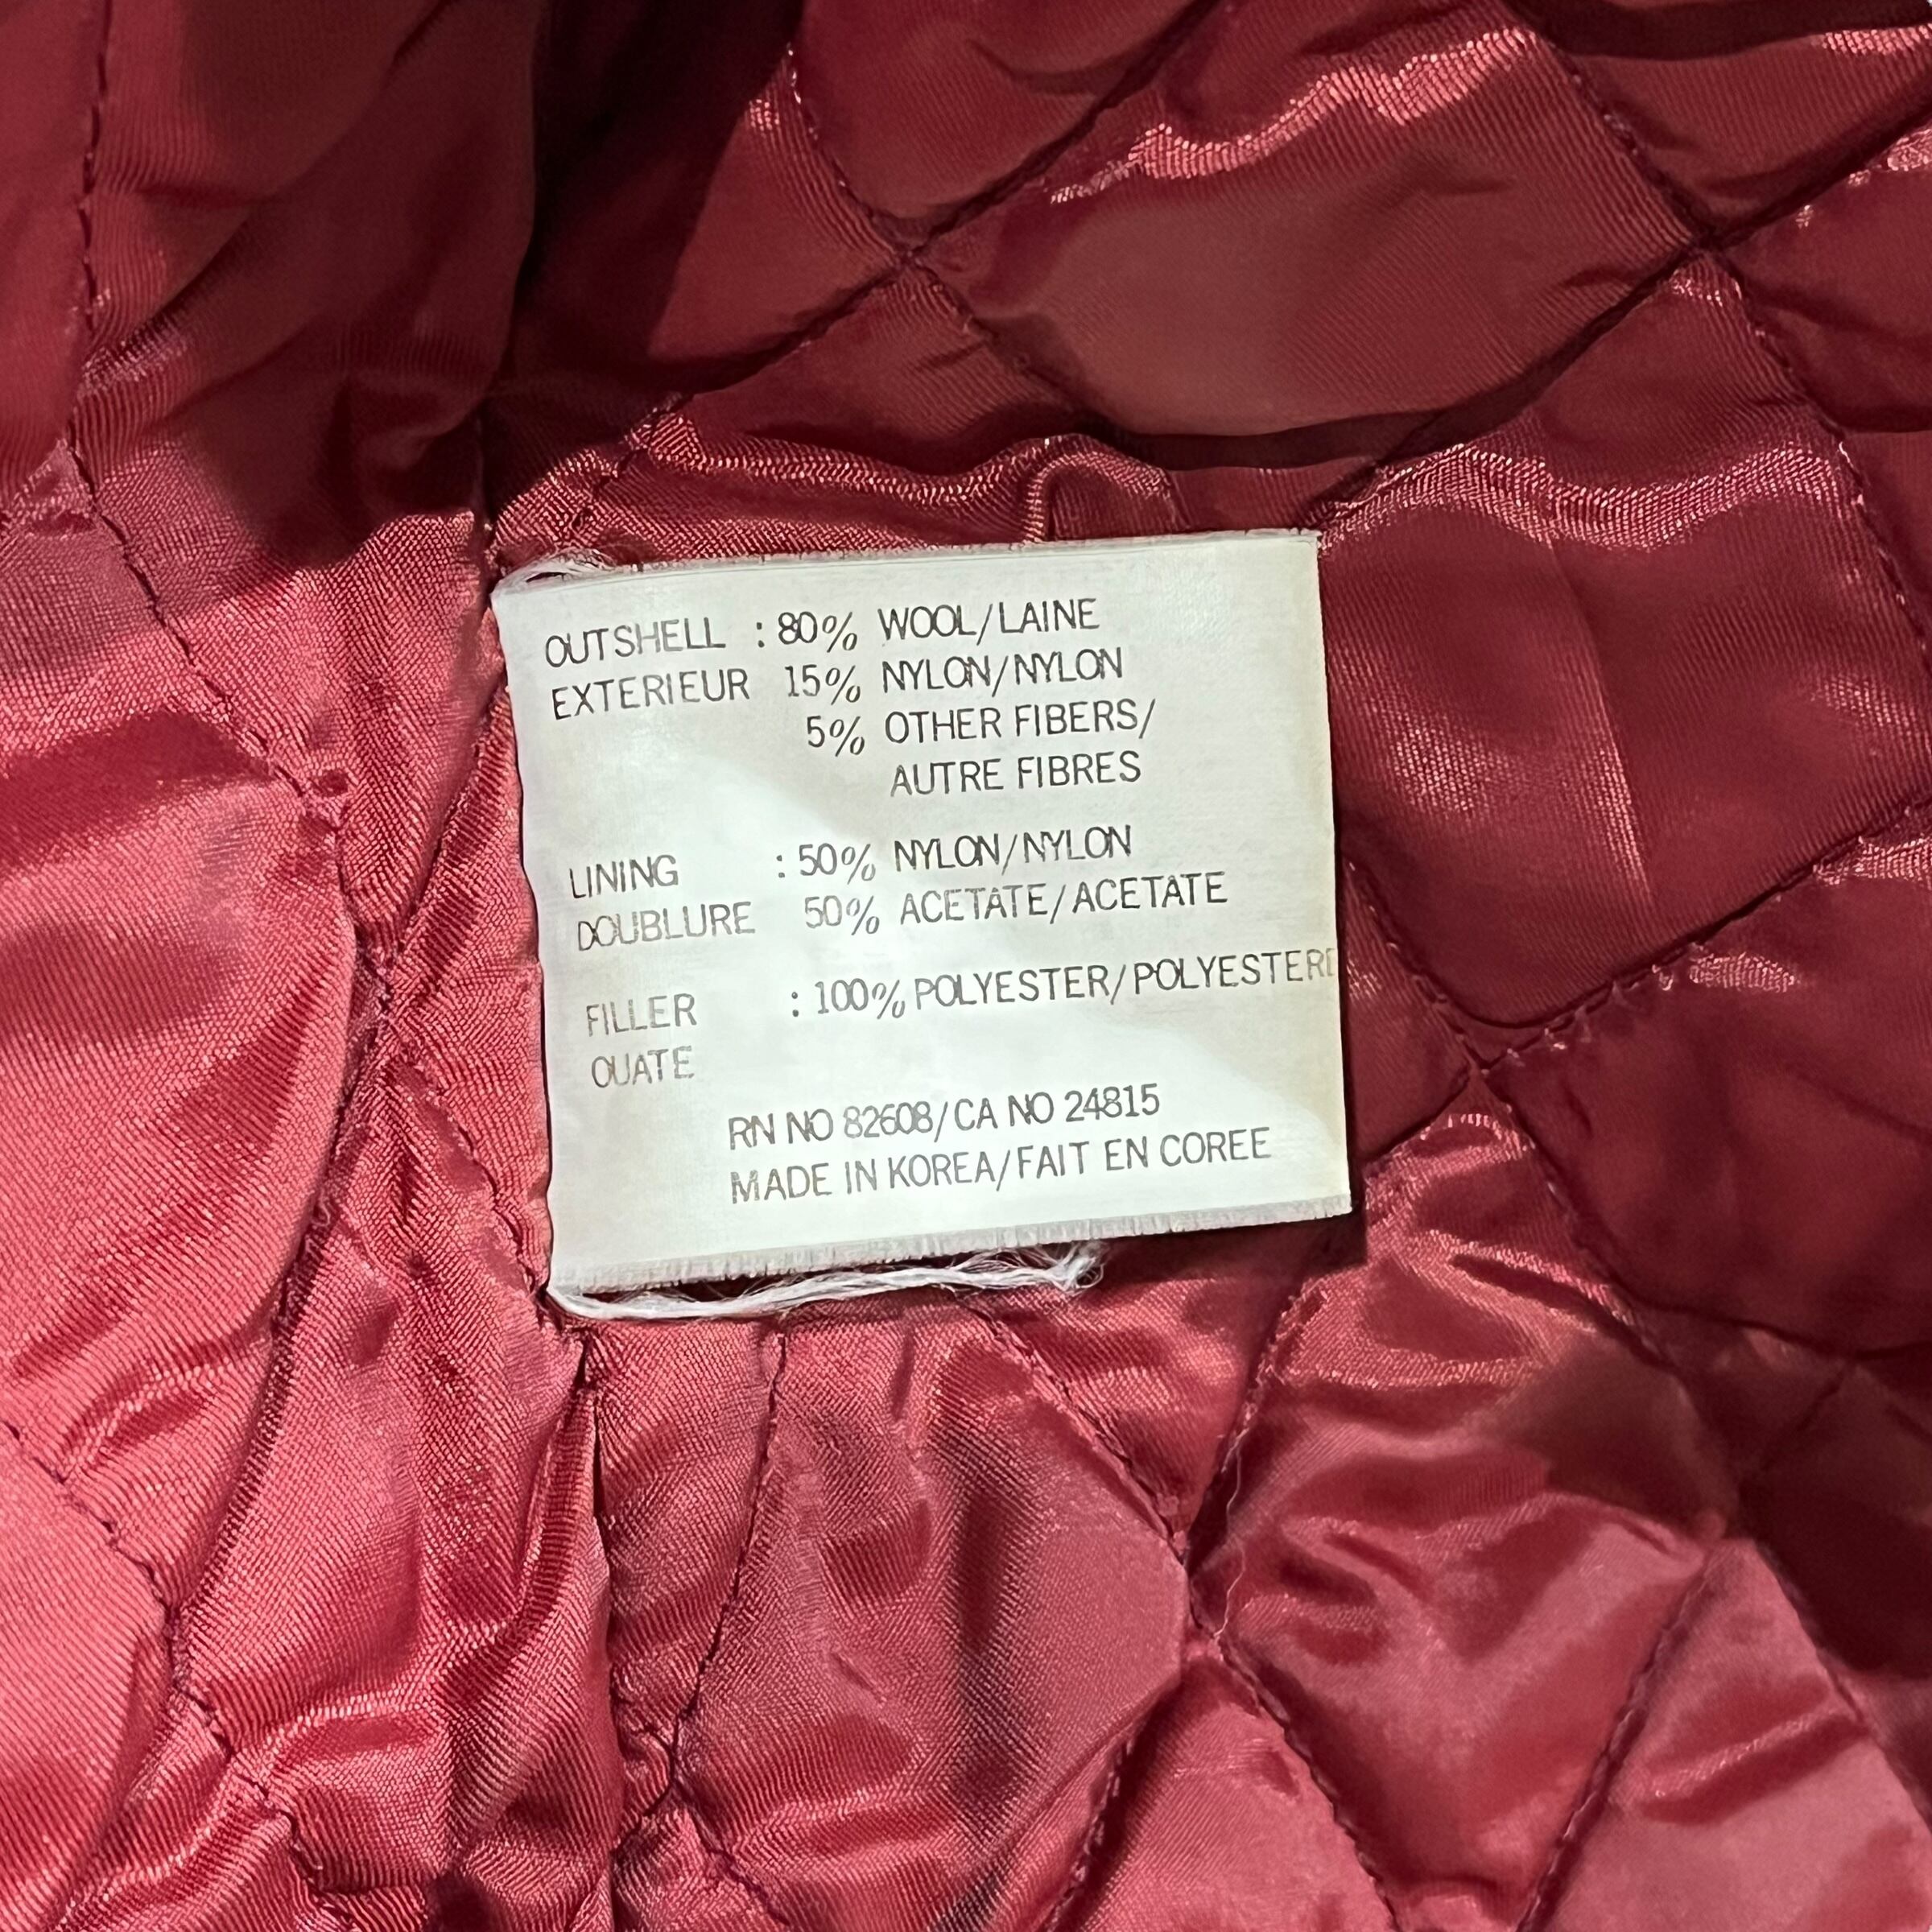 OUTSHELL : 80% WOOL/LAINE
EXTERIEUR 15% NYLON/NYLON
5% OTHER FIBERS/
AUTRE FIBRES
LINING : 50% NYLON/NYLON
DOUBLURE 50% ACETATE/ACETATE
FILLER : 100% POLYESTER/POLYESTERE
OUATE
RN NO 82608/CA NO 24815
MADE IN KOREA/FAIT EN COREE